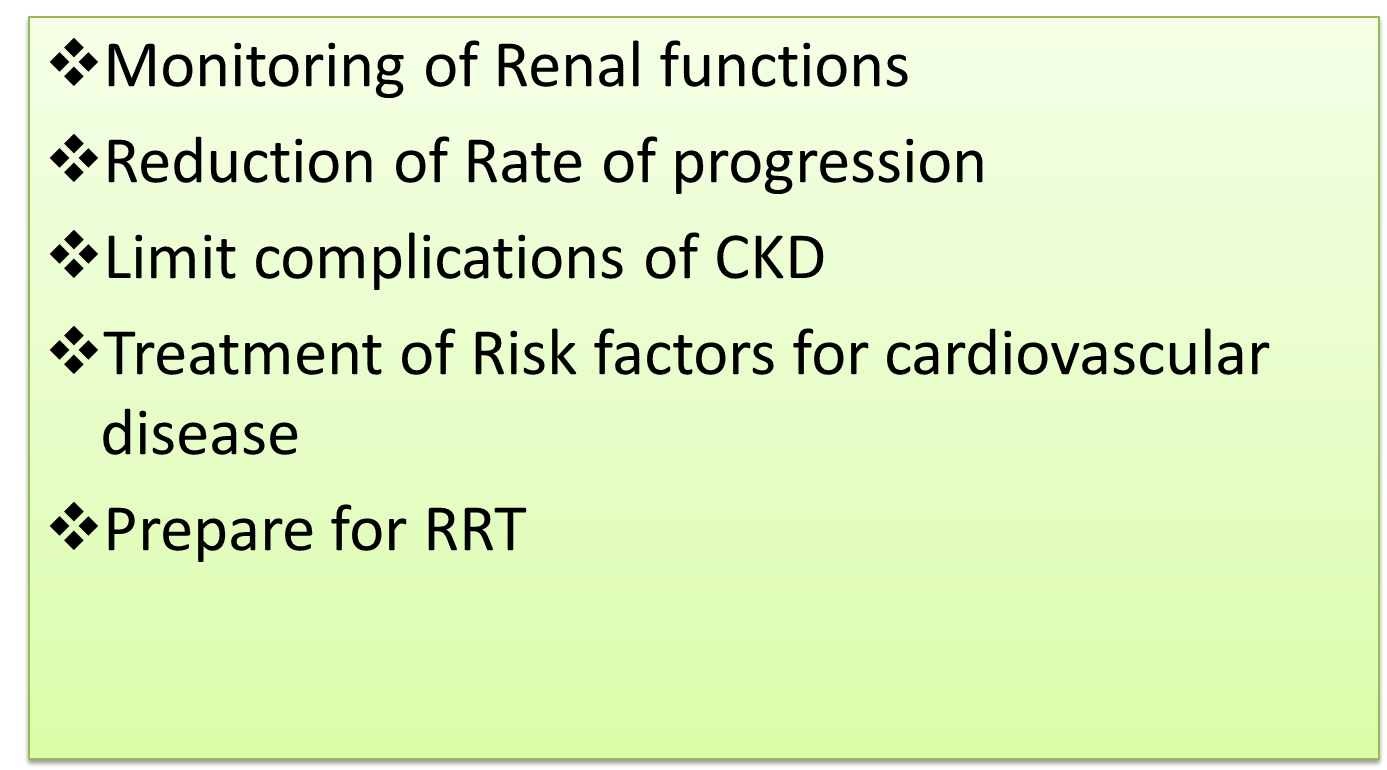 ❖Monitoring of Renal functions
❖Reduction of Rate of progression
❖Limit complications of CKD
❖Treatment of Risk factors for cardiovascular
disease
❖Prepare for RRT